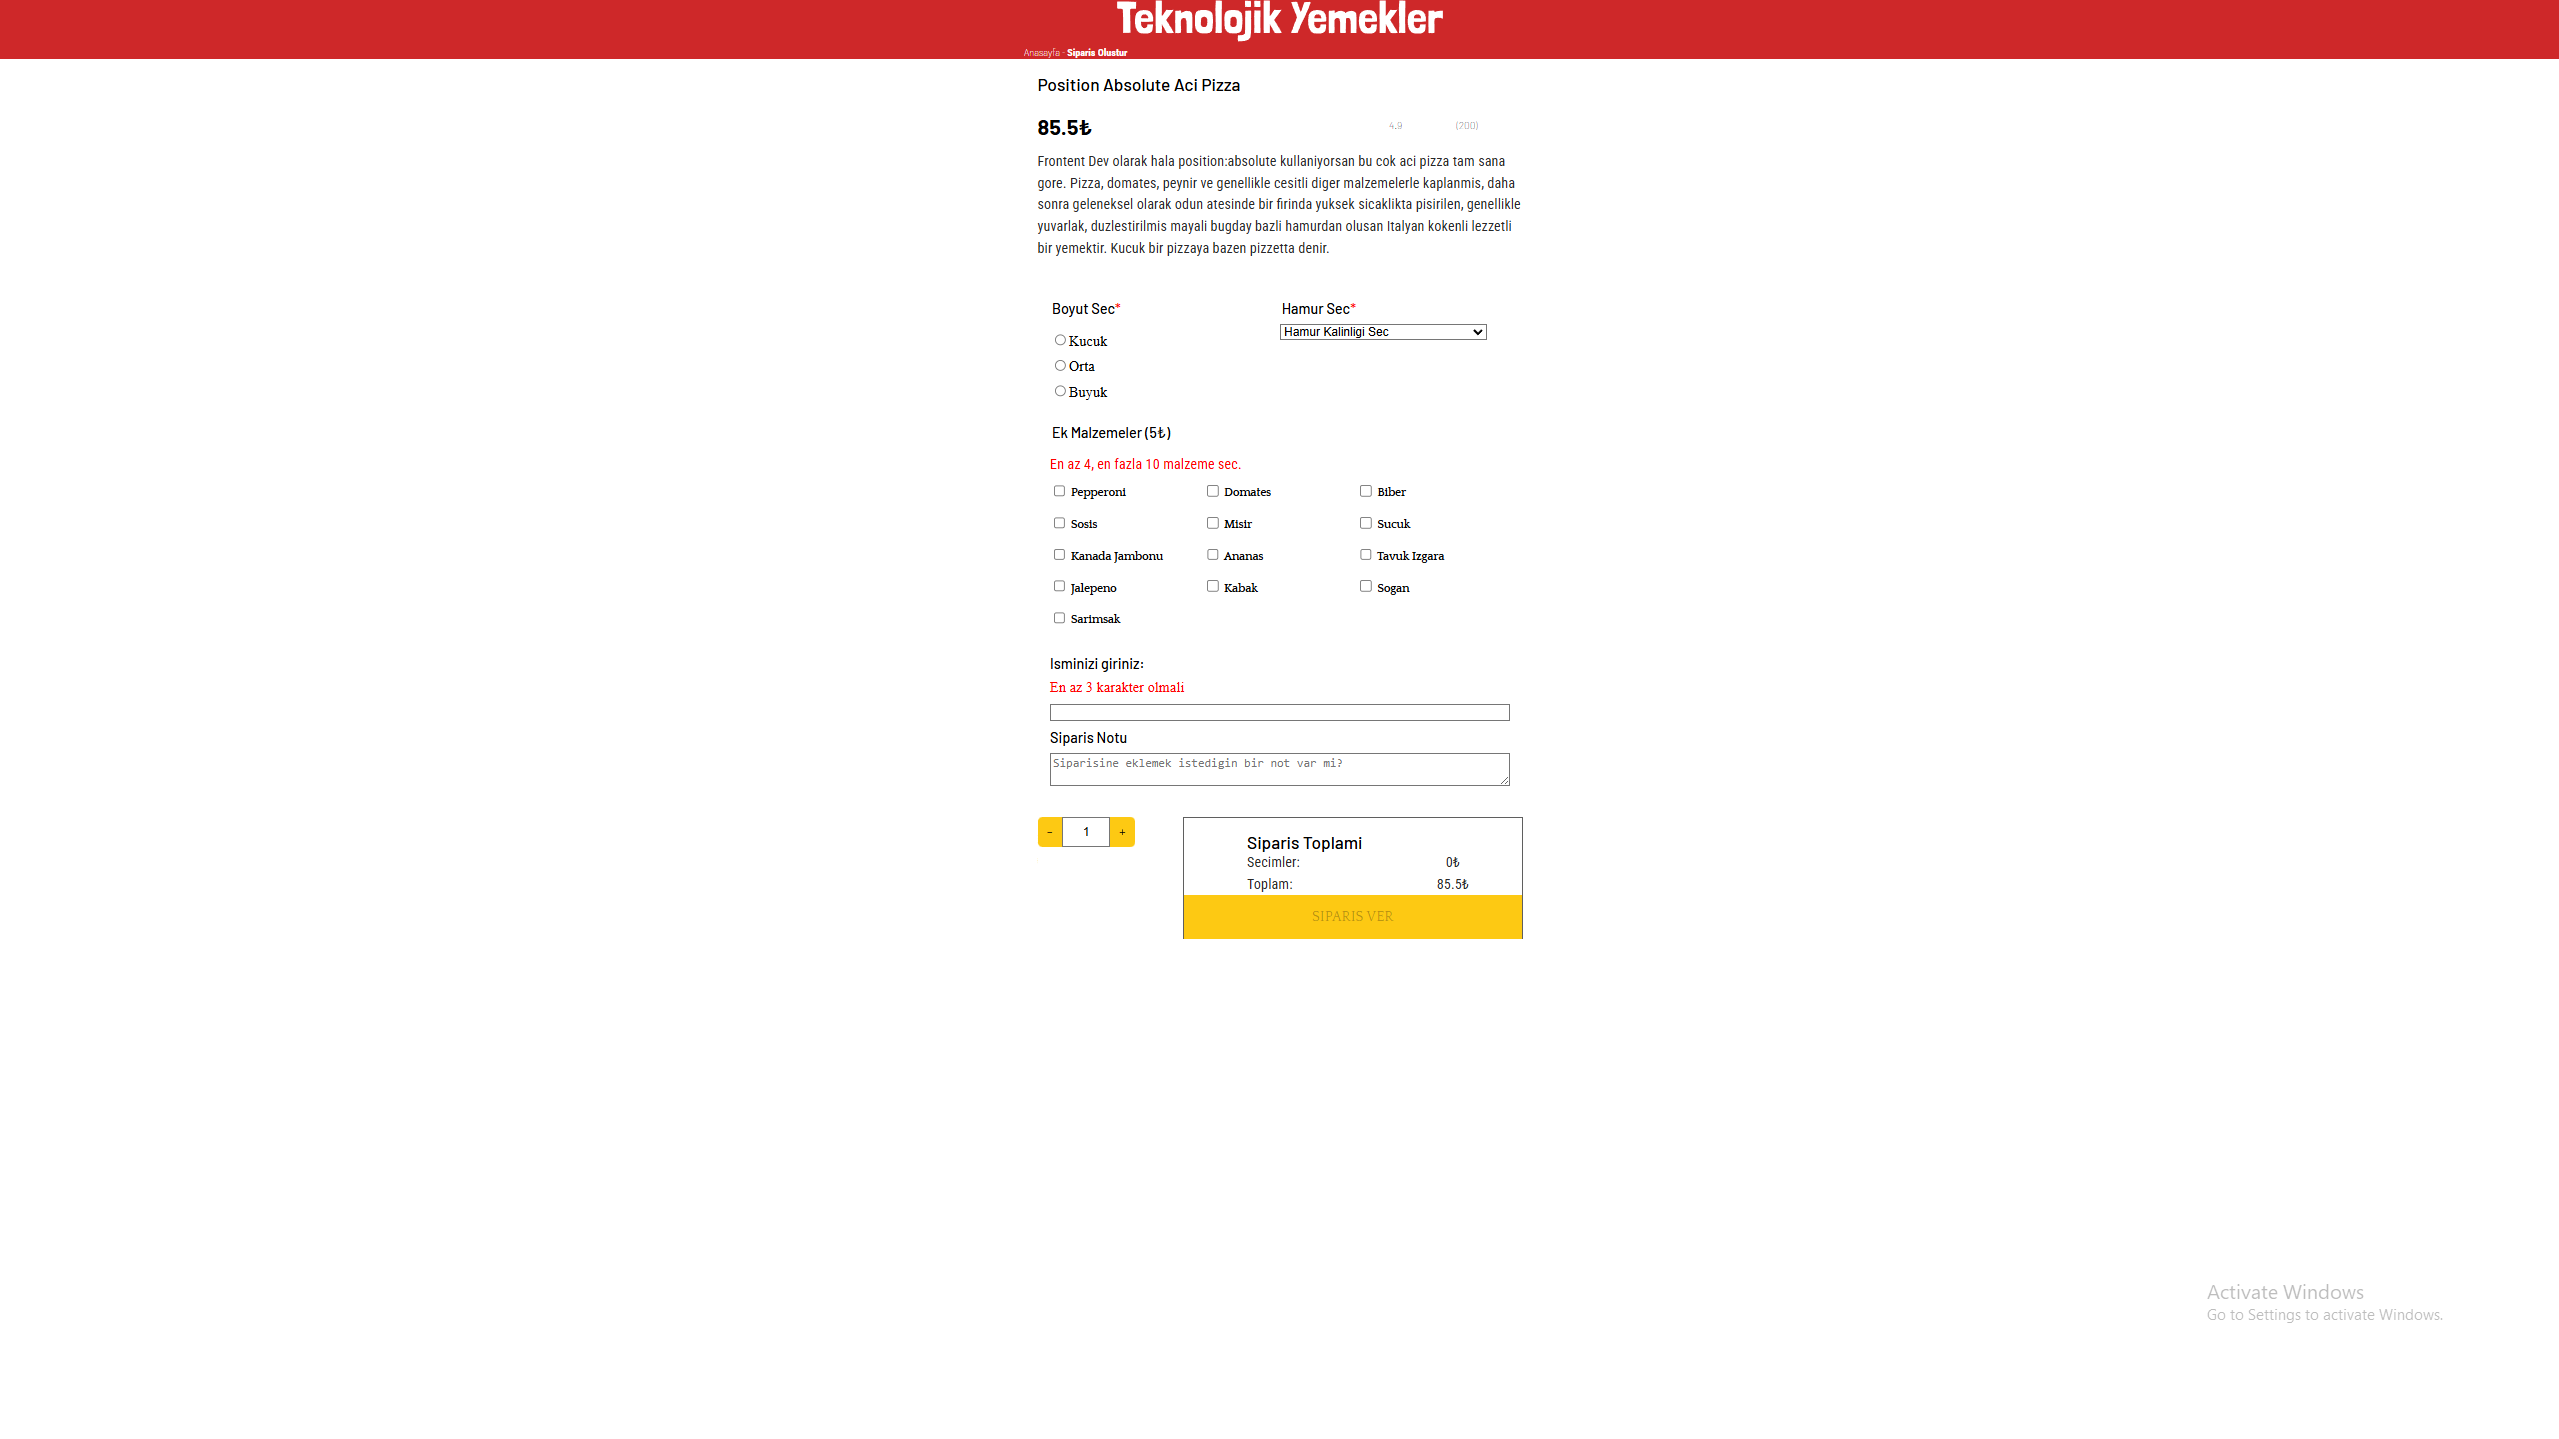 Teknolojik Yemekler
Anasayfa - Siparis Olustur
Position Absolute Aci Pizza
85.5₺ 4.9 (200)
Frontent Dev olarak hala position:absolute kullaniyorsan bu cok aci pizza tam sana
gore. Pizza, domates, peynir ve genellikle cesitli diger malzemelerle kaplanmis, daha
sonra geleneksel olarak odun atesinde bir firinda yuksek sicaklikta pisirilen, genellikle
yuvarlak, duzlestirilmis mayali bugday bazli hamurdan olusan Italyan kokenli lezzetli
bir yemektir. Kucuk bir pizzaya bazen pizzetta denir.
Boyut Sec* Hamur Sec*
Hamur Kalinligi Sec
Kucuk
Orta
Buyuk
Ek Malzemeler (5₺)
En az 4, en fazla 10 malzeme sec.
Pepperoni Domates Biber
Sosis Misir Sucuk
Kanada Jambonu Ananas Tavuk Izgara
Jalepeno Kabak Sogan
Sarimsak
Isminizi giriniz:
En az 3 karakter olmali
Siparis Notu
Siparisine eklemek istedigin bir not var mi?
- 1 +
Siparis Toplami
Secimler: 0₺
Toplam: 85.5₺
SIPARIS VER
Activate Windows
Go to Settings to activate Windows.